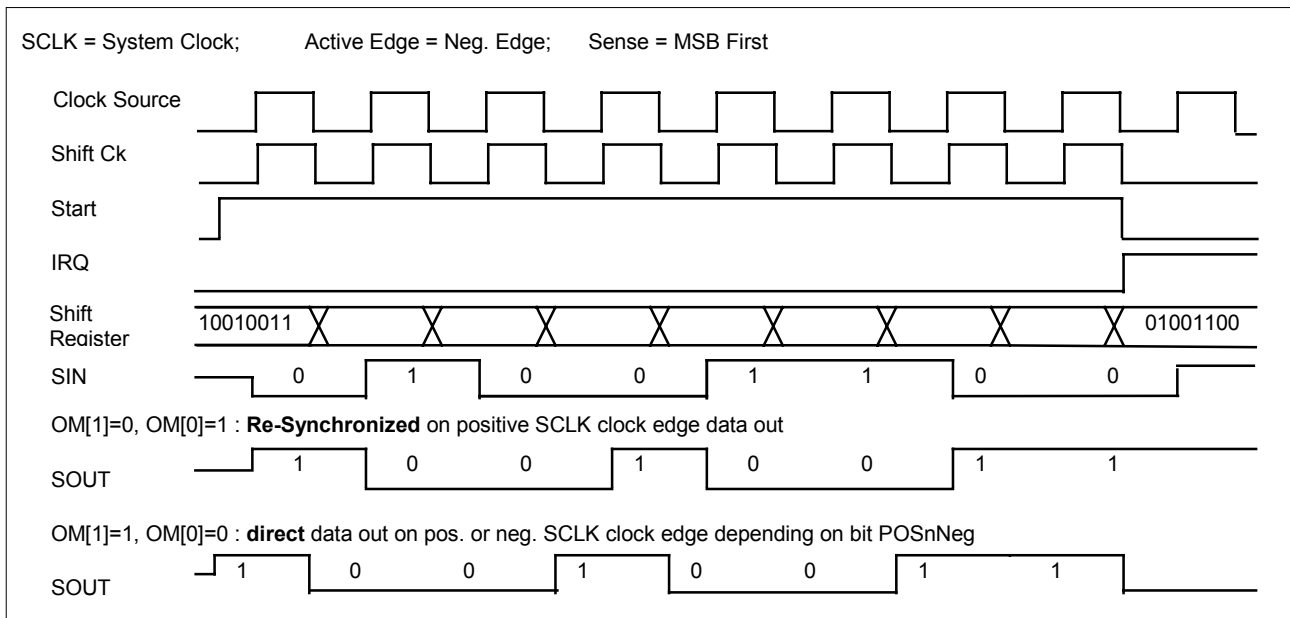 SCLK = System Clock; Active Edge = Neg. Edge; Sense = MSB First
Clock Source
Shift Ck
Start
IRQ
Shift
Register
10010011 01001100
SIN
0 1 0 0 1 1 0 0
OM[1]=0, OM[0]=1 : Re-Synchronized on positive SCLK clock edge data out
1 0 0 1 0 0 1 1
SOUT
OM[1]=1, OM[0]=0 : direct data out on pos. or neg. SCLK clock edge depending on bit POSnNeg
1 0 0 1 0 0 1 1
SOUT